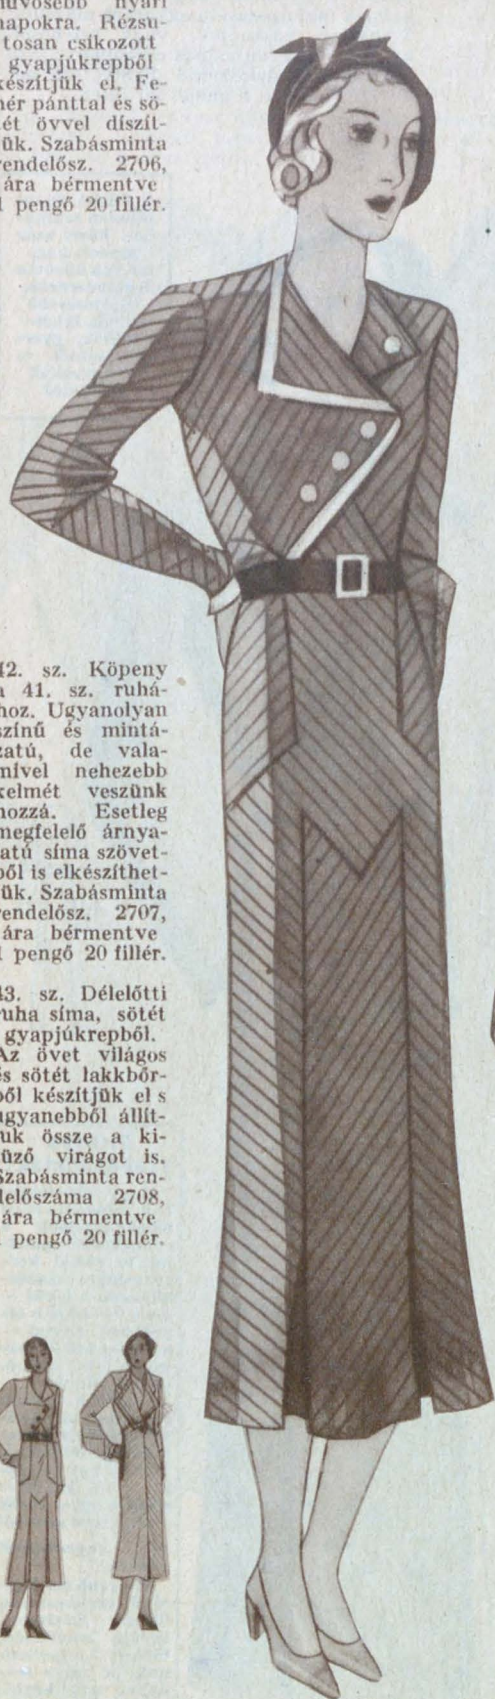 nyári
napokra. Rézsu-
tosan csíkozott
gyapjúkrepből
készítjük el. Fe-
hér pánttal és sö-
tét övvel díszít-
jük. Szabásminta
rendelősz. 2706,
ára bérmentve
1 pengő 20 fillér.
42. sz. Köpeny
a 41. sz. ruhá-
hoz. Ugyanolyan
színű és mintá-
zatú, de vala-
mivel nehezebb
kelmét veszünk
hozzá. Esetleg
megfelelő árnya-
latú síma szövet-
ből is elkészíthet-
jük. Szabásminta
rendelősz. 2707,
ára bérmentve
1 pengő 20 fillér.
43. sz. Délelőtti
ruha síma, sötét
gyapjúkrepből.
Az övet világos
és sötét lakkbőr-
ből készítjük el s
ugyanebből állít-
juk össze a ki-
tűző virágot is.
Szabásminta ren-
delőszáma 2708,
ára bérmentve
1 pengő 20 fillér.